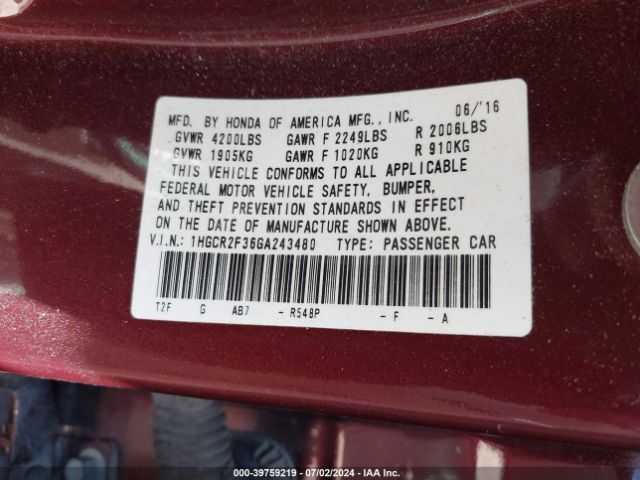 MFD. BY HONDA OF AMERICA MFG., INC. 06/'16
GVWR 4200LBS GAWR F 2249LBS R 2006LBS
GVWR 1905KG GAWR F 1020KG R 910KG
THIS VEHICLE CONFORMS TO ALL APPLICABLE
FEDERAL MOTOR VEHICLE SAFETY, BUMPER,
AND THEFT PREVENTION STANDARDS IN EFFECT
ON THE DATE OF MANUFACTURE SHOWN ABOVE.
V.I.N.: 1HGCR2F36GA243480 TYPE: PASSENGER CAR
T2F G AB7 - R548P - F - A
000-39759219 - 07/02/2024 - IAA Inc.